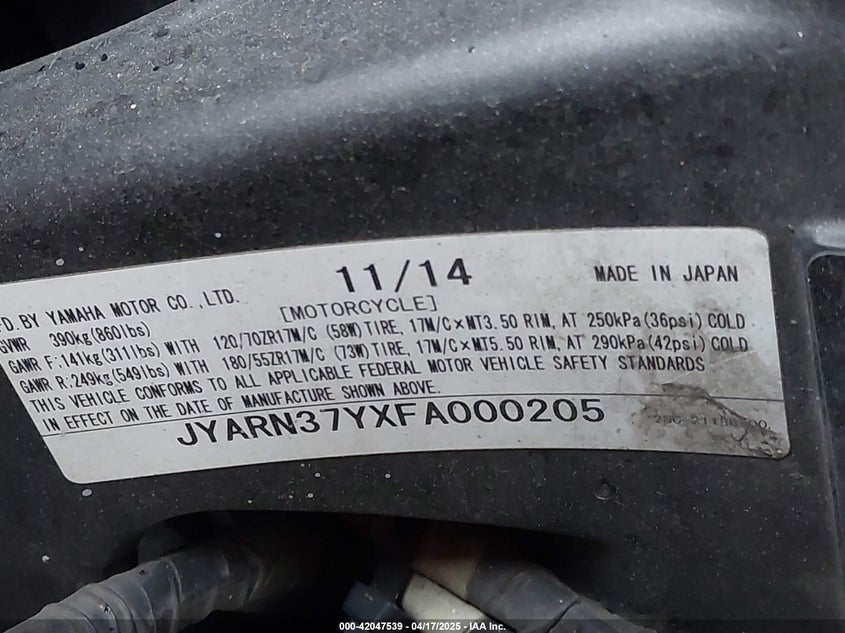 11/14
MADE IN JAPAN
FD.BY YAMAHA MOTOR CO.,LTD.
[MOTORCYCLE]
GVWR 390kg(860lbs)
GAWR F:141kg(311lbs) WITH 120/70ZR17M/C (58W)TIRE, 17M/C×MT3.50 RIM, AT 250kPa(36psi) COLD
GAWR R:249kg(549lbs) WITH 180/55ZR17M/C (73W)TIRE, 17M/C×MT5.50 RIM, AT 290kPa(42psi) COLD
THIS VEHICLE CONFORMS TO ALL APPLICABLE FEDERAL MOTOR VEHICLE SAFETY STANDARDS
IN EFFECT ON THE DATE OF MANUFACTURE SHOWN ABOVE.
JYARN37YXFA000205
000-42047539 - 04/17/2025 - IAA Inc.